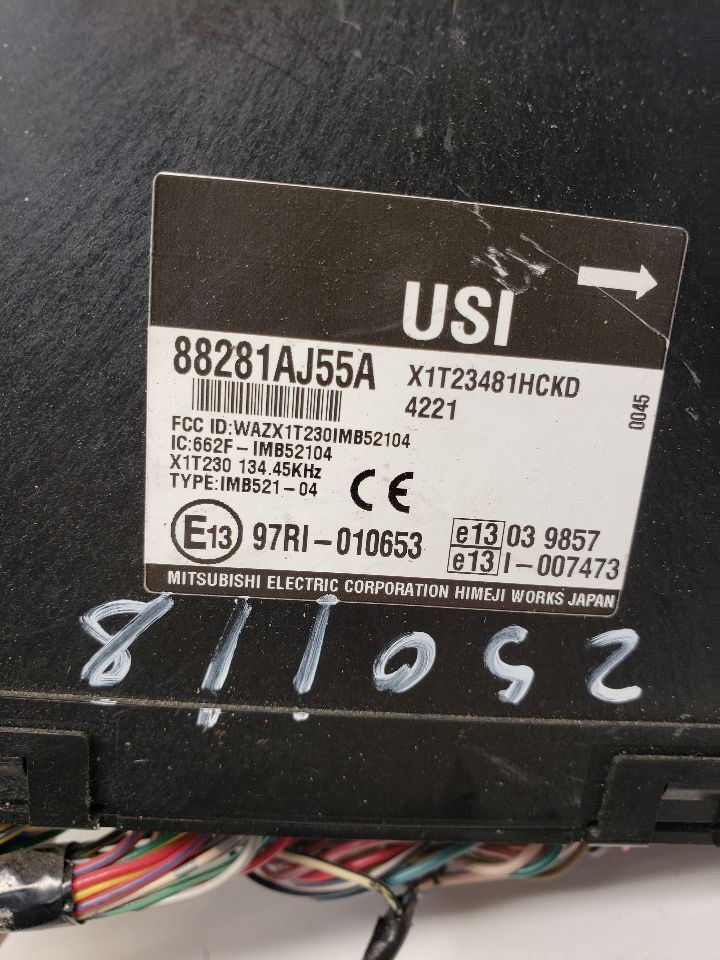 USI
88281AJ55A
X1T23481HCKD
4221
0045
FCC ID:WAZX1T230IMB52104
IC:662F-IMB52104
X1T230 134.45KHz
TYPE:IMB521-04
CE
E13 97RI-010653
e13 03 9857
e13 I-007473
MITSUBISHI ELECTRIC CORPORATION HIMEJI WORKS JAPAN
811052